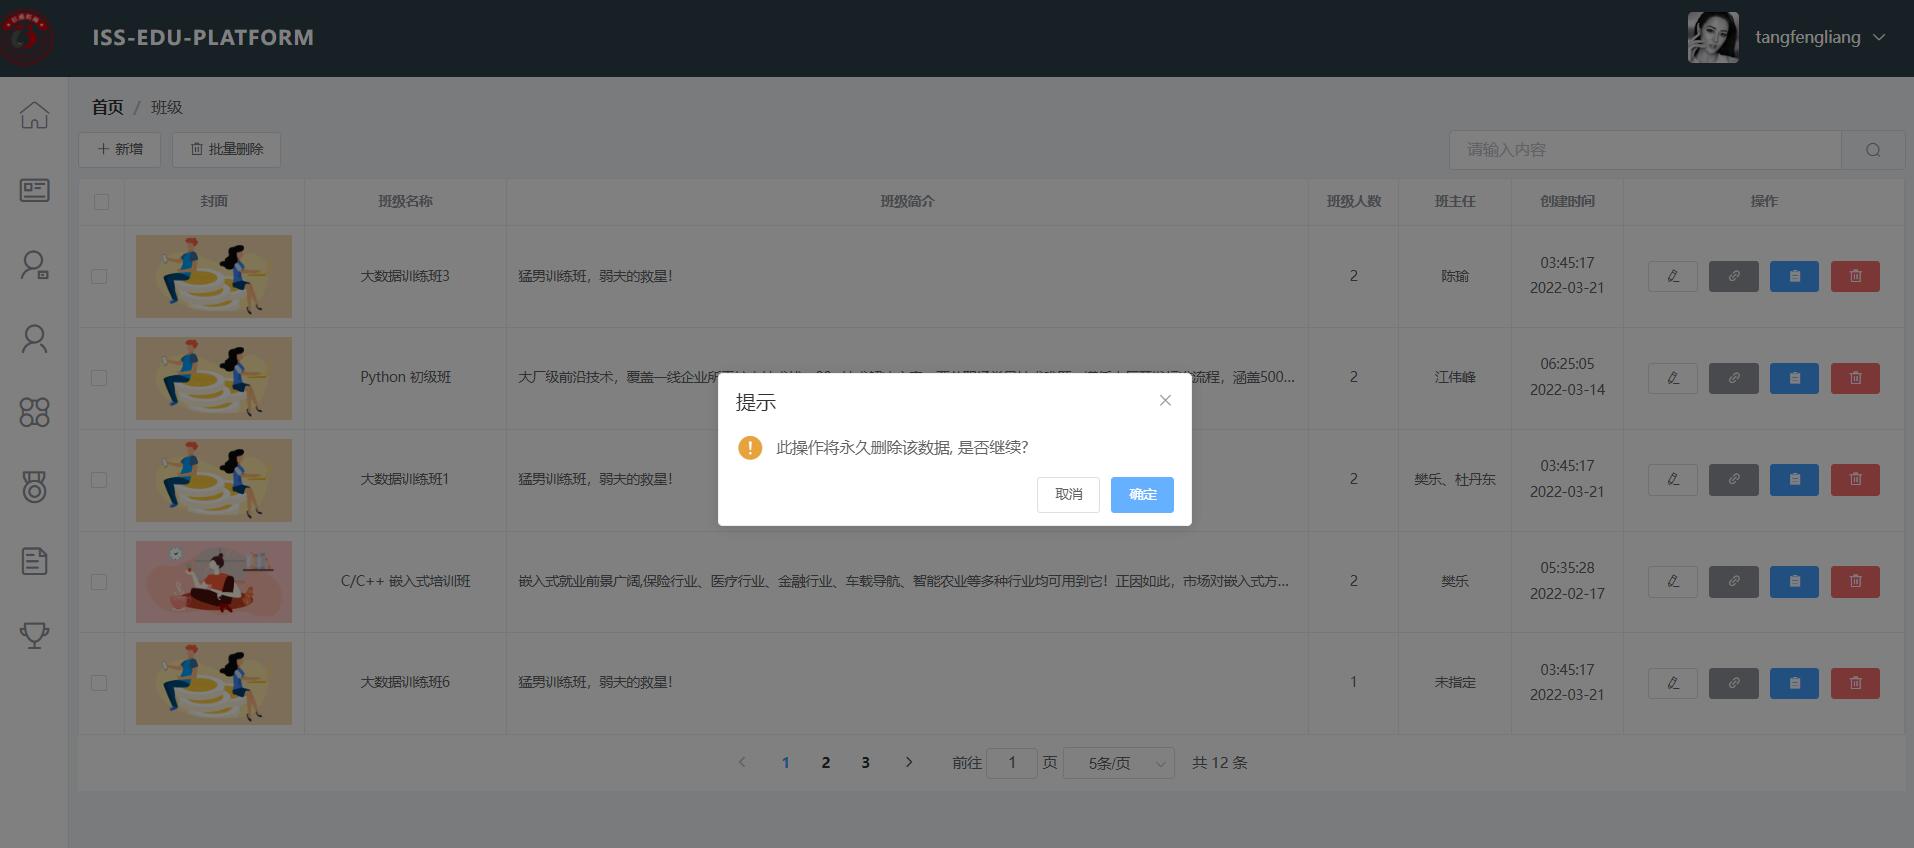 ISS-EDU-PLATFORM
tangfengliang
首页 / 班级
新增 批量删除 请输入内容
封面 班级名称 班级简介 班级人数 班主任 创建时间 操作
大数据训练班3 猛男训练班，弱夫的救星！ 2 陈瑜 03:45:17
2022-03-21
Python 初级班 大厂级前沿技术，覆盖一线企业所 流程，涵盖500... 2 江伟峰 06:25:05
2022-03-14
提示
此操作将永久删除该数据, 是否继续?
取消 确定
大数据训练班1 猛男训练班，弱夫的救星！ 2 樊乐、杜丹东 03:45:17
2022-03-21
C/C++ 嵌入式培训班 嵌入式就业前景广阔,保险行业、医疗行业、金融行业、车载导航、智能农业等多种行业均可用到它！正因如此，市场对嵌入式方... 2 樊乐 05:35:28
2022-02-17
大数据训练班6 猛男训练班，弱夫的救星！ 1 未指定 03:45:17
2022-03-21
1 2 3 前往 1 页 5条/页 共 12 条